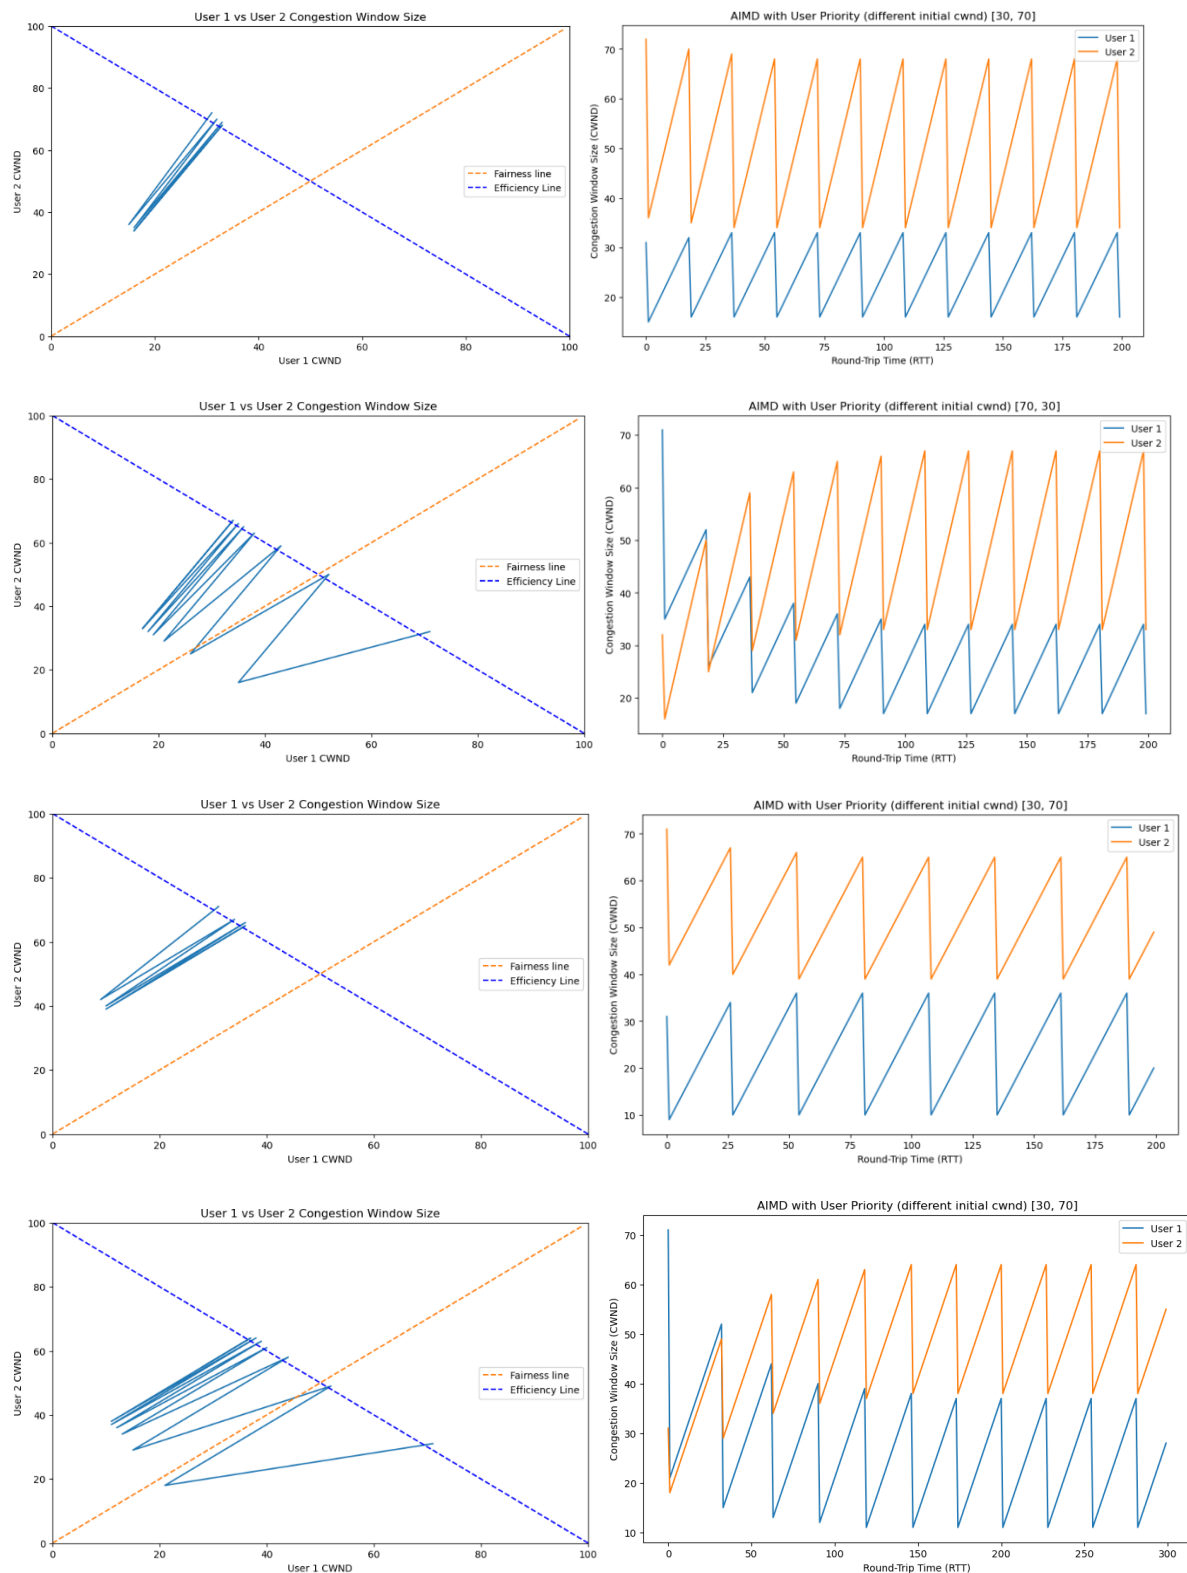 User 1 vs User 2 Congestion Window Size
100
80
60
40
20
0
User 2 CWND
Fairness line
Efficiency Line
0 20 40 60 80 100
User 1 CWND
AIMD with User Priority (different initial cwnd) [30, 70]
70
60
50
40
30
20
Congestion Window Size (CWND)
User 1
User 2
0 25 50 75 100 125 150 175 200
Round-Trip Time (RTT)
User 1 vs User 2 Congestion Window Size
100
80
60
40
20
0
User 2 CWND
Fairness line
Efficiency Line
0 20 40 60 80 100
User 1 CWND
AIMD with User Priority (different initial cwnd) [70, 30]
70
60
50
40
30
20
Congestion Window Size (CWND)
User 1
User 2
0 25 50 75 100 125 150 175 200
Round-Trip Time (RTT)
User 1 vs User 2 Congestion Window Size
100
80
60
40
20
0
User 2 CWND
Fairness line
Efficiency Line
0 20 40 60 80 100
User 1 CWND
AIMD with User Priority (different initial cwnd) [30, 70]
70
60
50
40
30
20
10
Congestion Window Size (CWND)
User 1
User 2
0 25 50 75 100 125 150 175 200
Round-Trip Time (RTT)
User 1 vs User 2 Congestion Window Size
100
80
60
40
20
0
User 2 CWND
Fairness line
Efficiency Line
0 20 40 60 80 100
User 1 CWND
AIMD with User Priority (different initial cwnd) [30, 70]
70
60
50
40
30
20
10
Congestion Window Size (CWND)
User 1
User 2
0 50 100 150 200 250 300
Round-Trip Time (RTT)